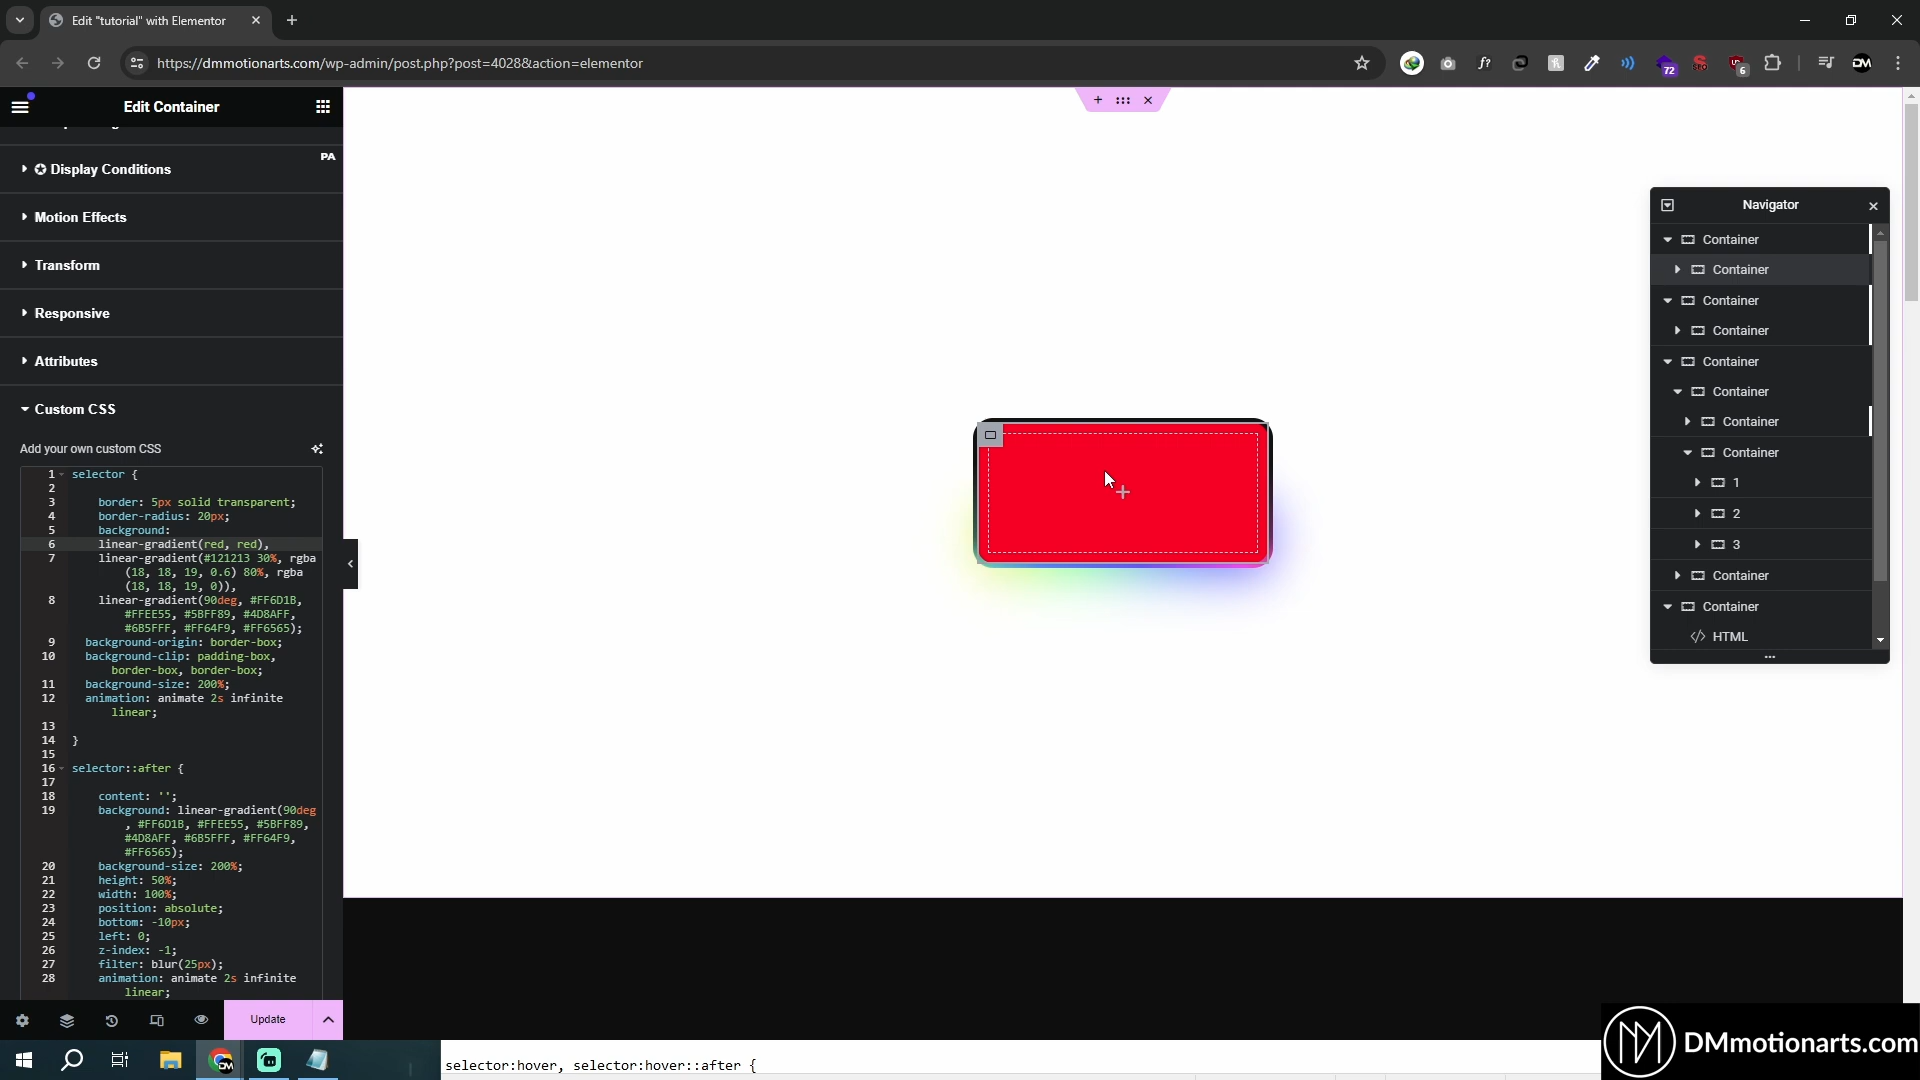 Edit "tutorial" with Elementor
https://dmmotionarts.com/wp-admin/post.php?post=4028&action=elementor
f?
72
SEO
6
DM
Edit Container
PA
Display Conditions
Motion Effects
Transform
Responsive
Attributes
Custom CSS
Add your own custom CSS
1 selector {
2
3 border: 5px solid transparent;
4 border-radius: 20px;
5 background:
6 linear-gradient(red, red),
7 linear-gradient(#121213 30%, rgba
(18, 18, 19, 0.6) 80%, rgba
(18, 18, 19, 0)),
8 linear-gradient(90deg, #FF6D1B,
#FFEE55, #5BFF89, #4D8AFF,
#6B5FFF, #FF64F9, #FF6565);
9 background-origin: border-box;
10 background-clip: padding-box,
border-box, border-box;
11 background-size: 200%;
12 animation: animate 2s infinite
linear;
13
14 }
15
16 selector::after {
17
18 content: '';
19 background: linear-gradient(90deg
, #FF6D1B, #FFEE55, #5BFF89,
#4D8AFF, #6B5FFF, #FF64F9,
#FF6565);
20 background-size: 200%;
21 height: 50%;
22 width: 100%;
23 position: absolute;
24 bottom: -10px;
25 left: 0;
26 z-index: -1;
27 filter: blur(25px);
28 animation: animate 2s infinite
linear;
Update
Navigator
Container
Container
Container
Container
Container
Container
Container
Container
1
2
3
Container
Container
HTML
selector:hover, selector:hover::after {
DMmotionarts.com